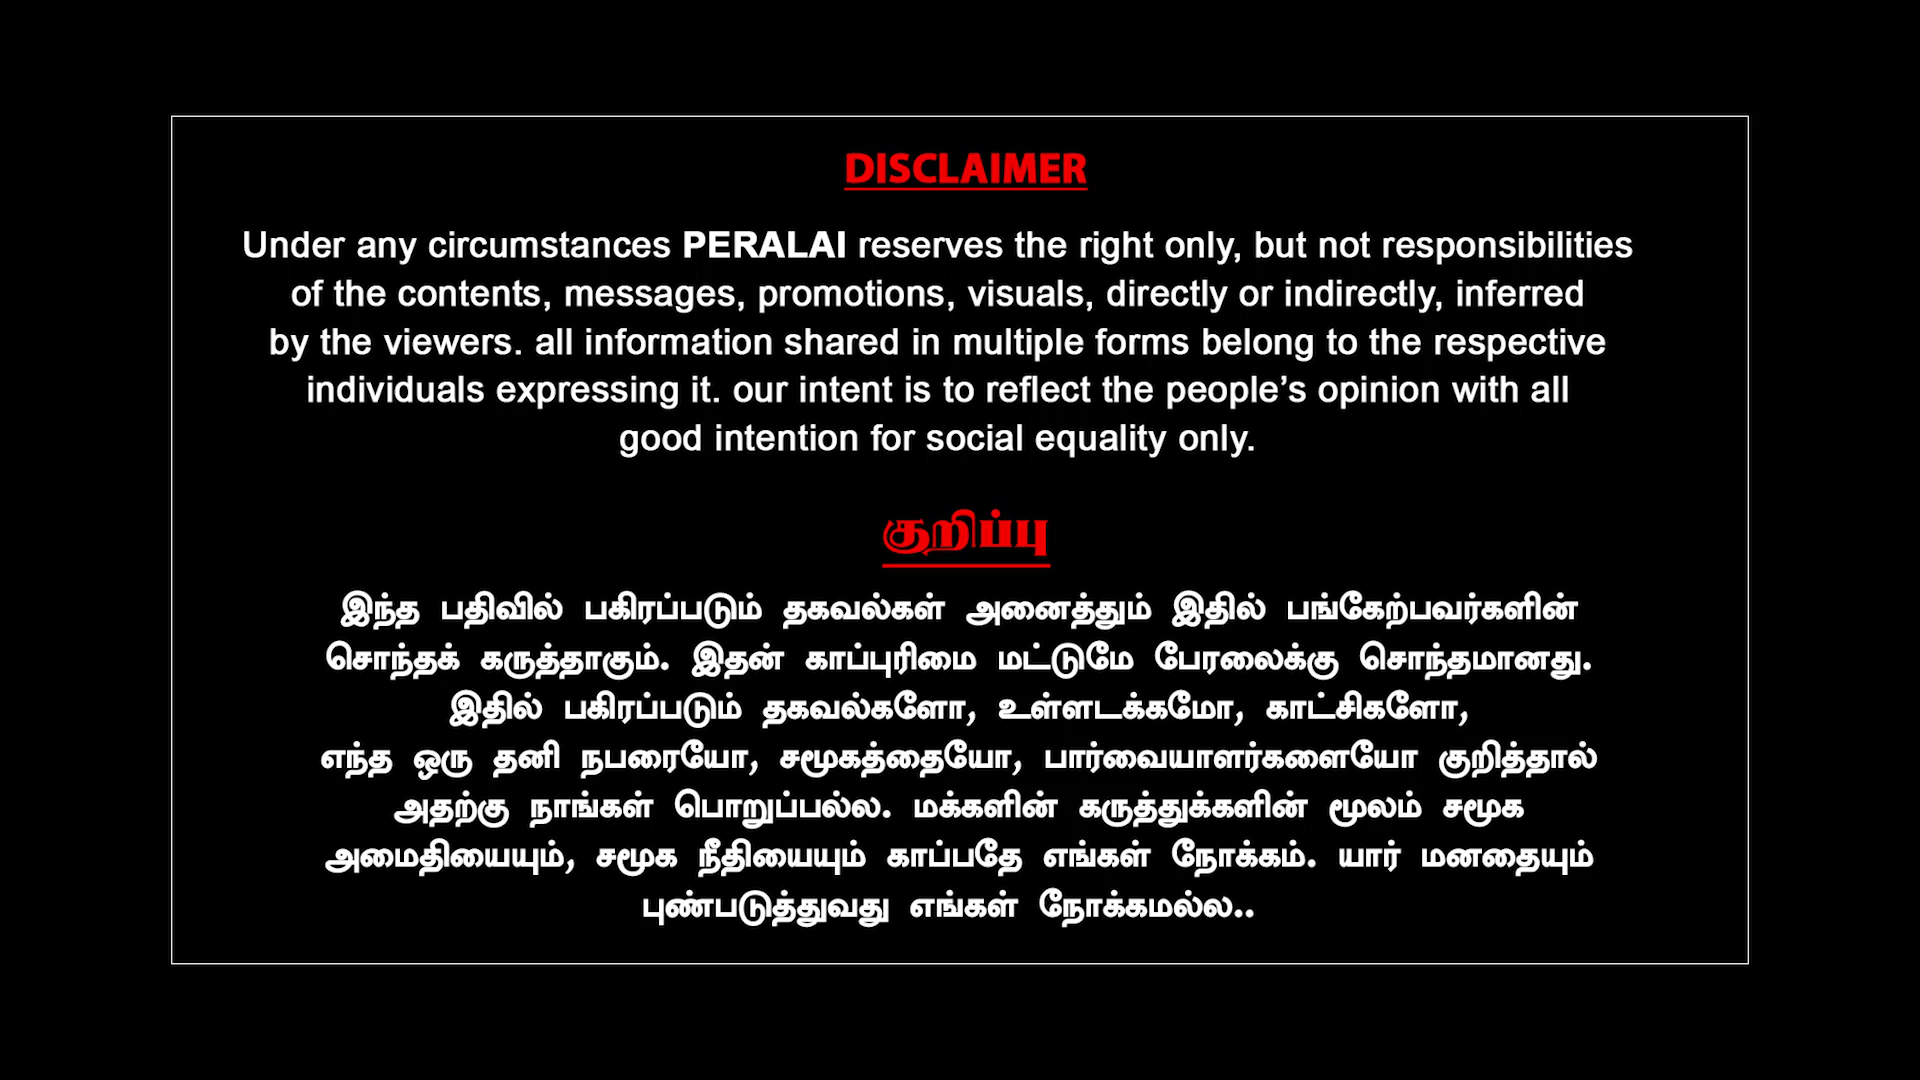 DISCLAIMER
Under any circumstances PERALAI reserves the right only, but not responsibilities
of the contents, messages, promotions, visuals, directly or indirectly, inferred
by the viewers. all information shared in multiple forms belong to the respective
individuals expressing it. our intent is to reflect the people’s opinion with all
good intention for social equality only.
குறிப்பு
இந்த பதிவில் பகிரப்படும் தகவல்கள் அனைத்தும் இதில் பங்கேற்பவர்களின்
சொந்தக் கருத்தாகும். இதன் காப்புரிமை மட்டுமே பேரலைக்கு சொந்தமானது.
இதில் பகிரப்படும் தகவல்களோ, உள்ளடக்கமோ, காட்சிகளோ,
எந்த ஒரு தனி நபரையோ, சமூகத்தையோ, பார்வையாளர்களையோ குறித்தால்
அதற்கு நாங்கள் பொறுப்பல்ல. மக்களின் கருத்துக்களின் மூலம் சமூக
அமைதியையும், சமூக நீதியையும் காப்பதே எங்கள் நோக்கம். யார் மனதையும்
புண்படுத்துவது எங்கள் நோக்கமல்ல..